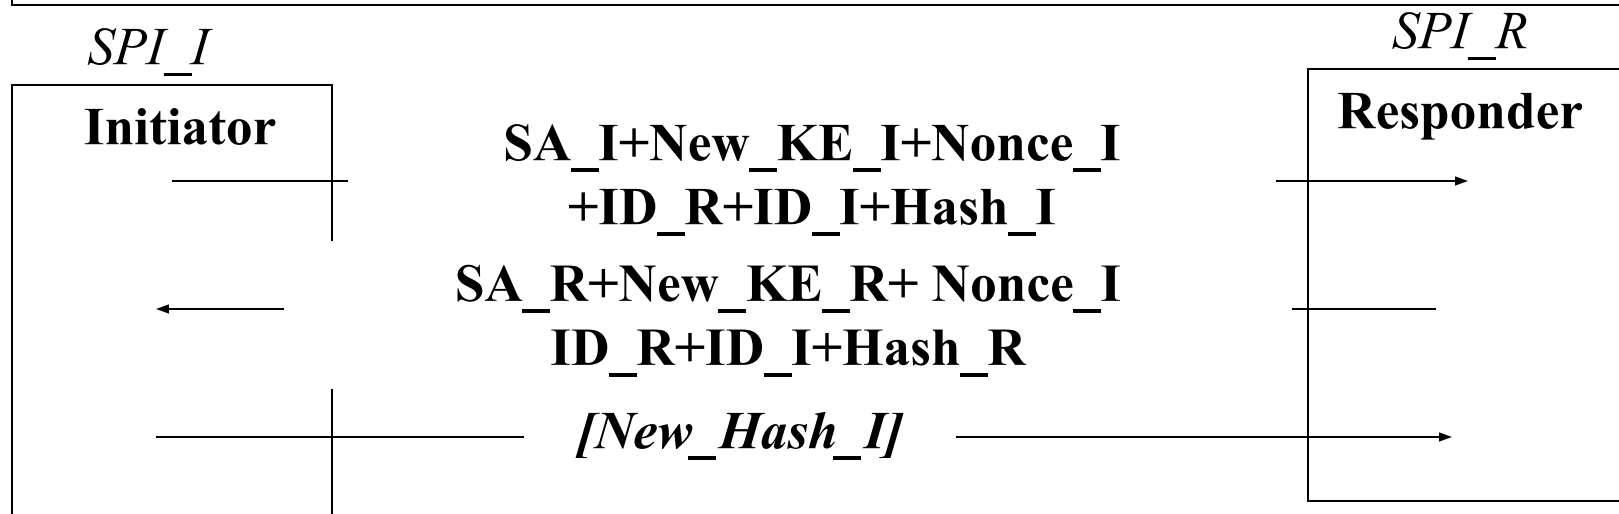 SPI_I
SPI_R
Initiator
Responder
SA_I+New_KE_I+Nonce_I
+ID_R+ID_I+Hash_I
SA_R+New_KE_R+ Nonce_I
ID_R+ID_I+Hash_R
[New_Hash_I]